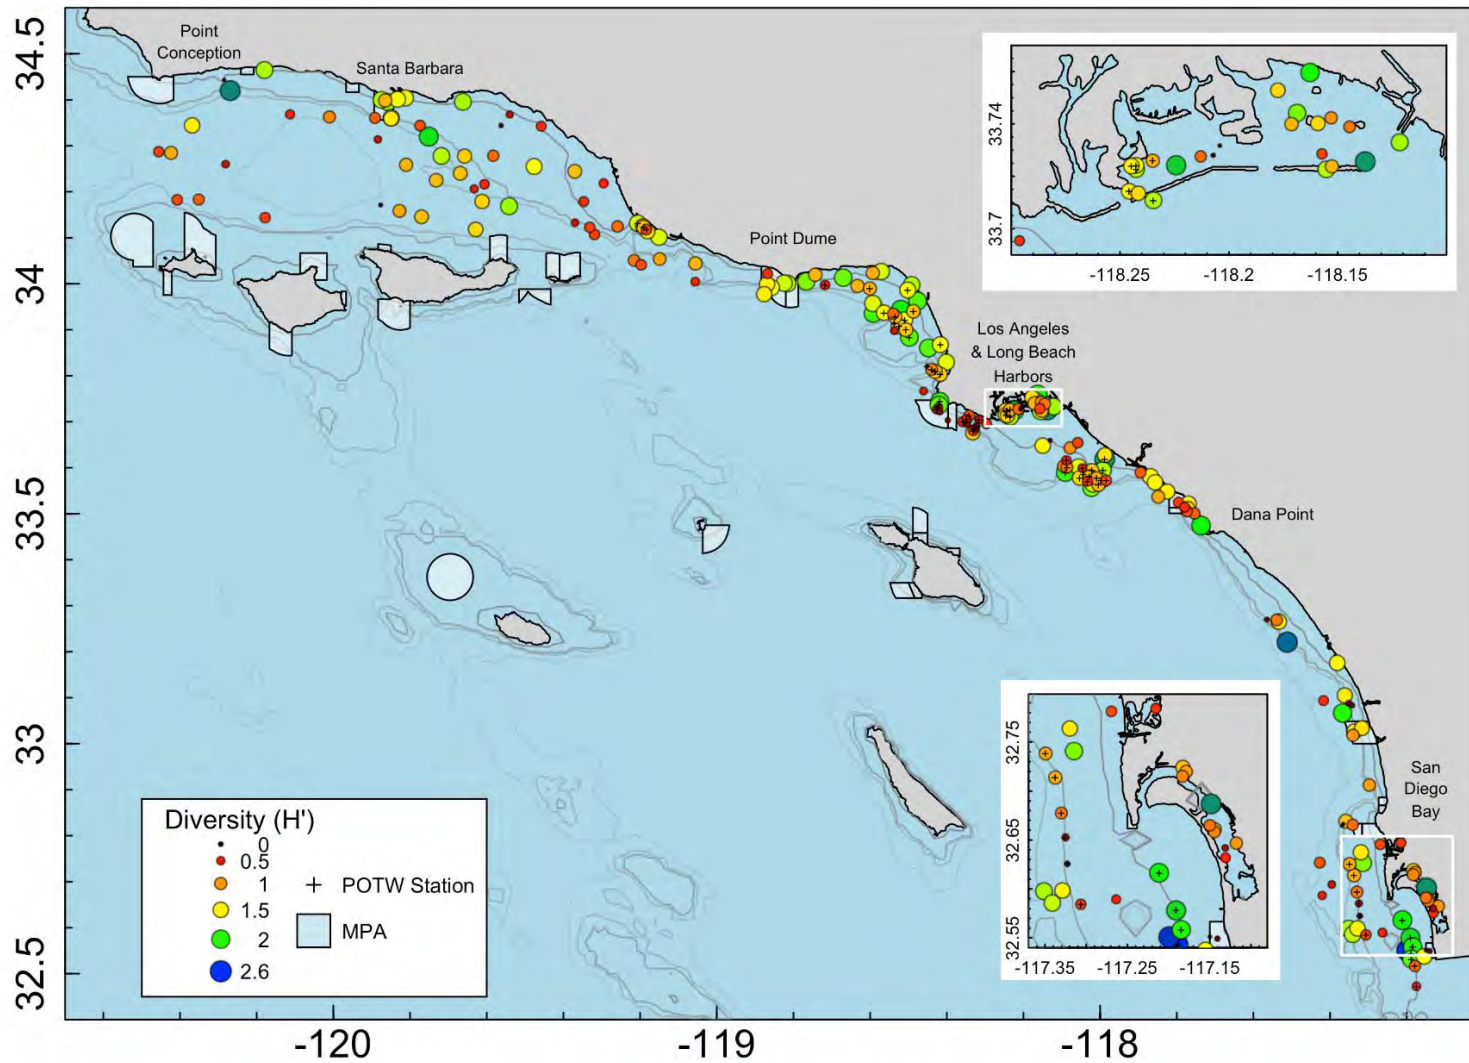 34.5
34
33.5
33
32.5
-120
-119
-118
Point
Conception
Santa Barbara
Point Dume
Los Angeles
& Long Beach
Harbors
Dana Point
San
Diego
Bay
33.74
33.7
-118.25
-118.2
-118.15
32.75
32.65
32.55
-117.35
-117.25
-117.15
Diversity (H')
0
0.5
1
1.5
2
2.6
POTW Station
MPA